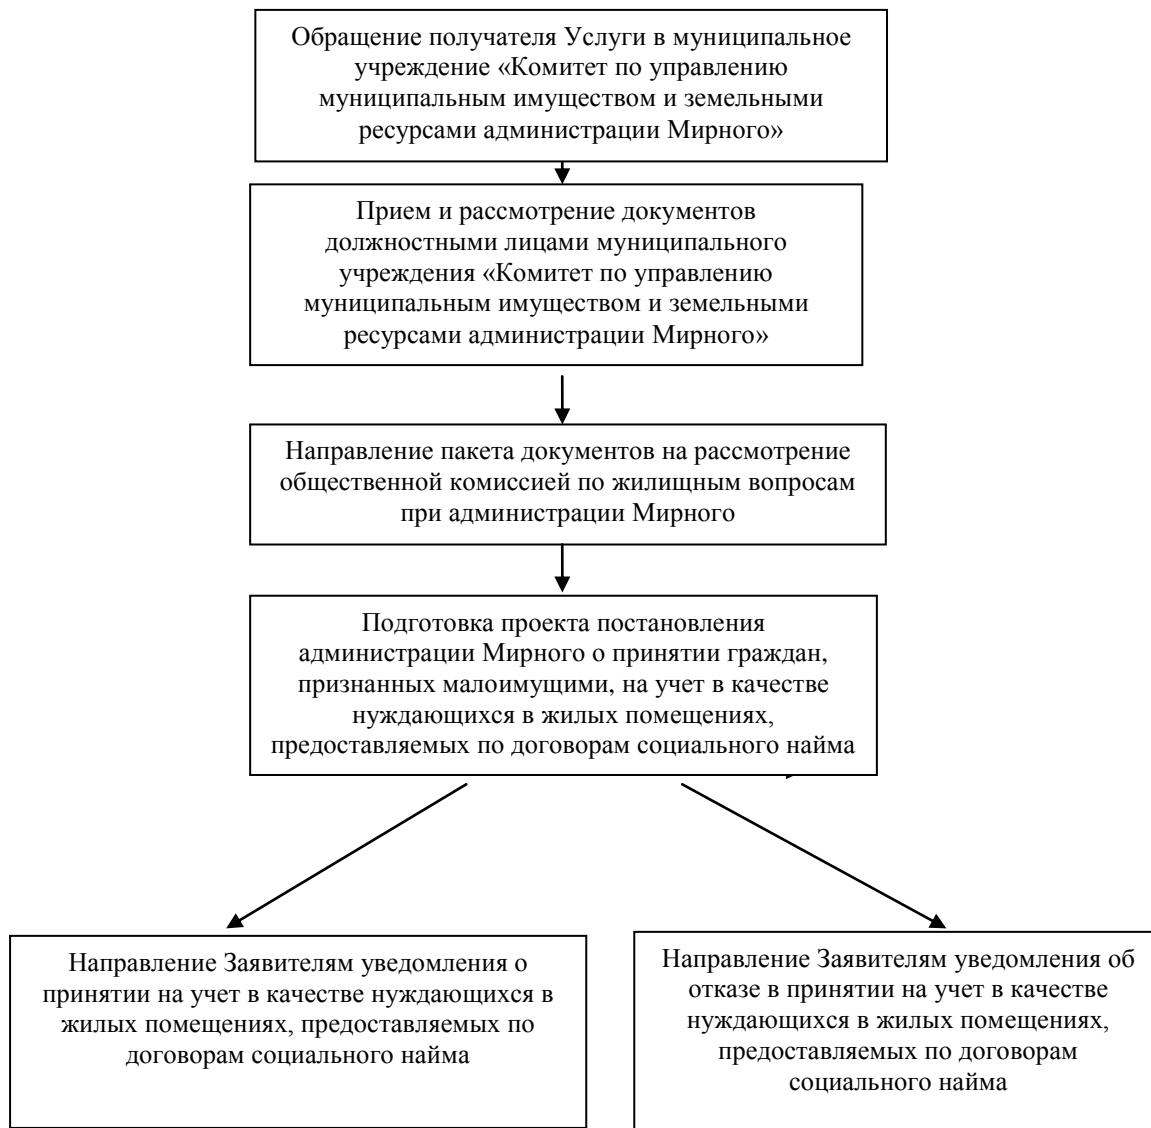 Обращение получателя Услуги в муниципальное
учреждение «Комитет по управлению
муниципальным имуществом и земельными
ресурсами администрации Мирного»
Прием и рассмотрение документов
должностными лицами муниципального
учреждения «Комитет по управлению
муниципальным имуществом и земельными
ресурсами администрации Мирного»
Направление пакета документов на рассмотрение
общественной комиссией по жилищным вопросам
при администрации Мирного
Подготовка проекта постановления
администрации Мирного о принятии граждан,
признанных малоимущими, на учет в качестве
нуждающихся в жилых помещениях,
предоставляемых по договорам социального найма
Направление Заявителям уведомления о
принятии на учет в качестве нуждающихся в
жилых помещениях, предоставляемых по
договорам социального найма
Направление Заявителям уведомления об
отказе в принятии на учет в качестве
нуждающихся в жилых помещениях,
предоставляемых по договорам
социального найма